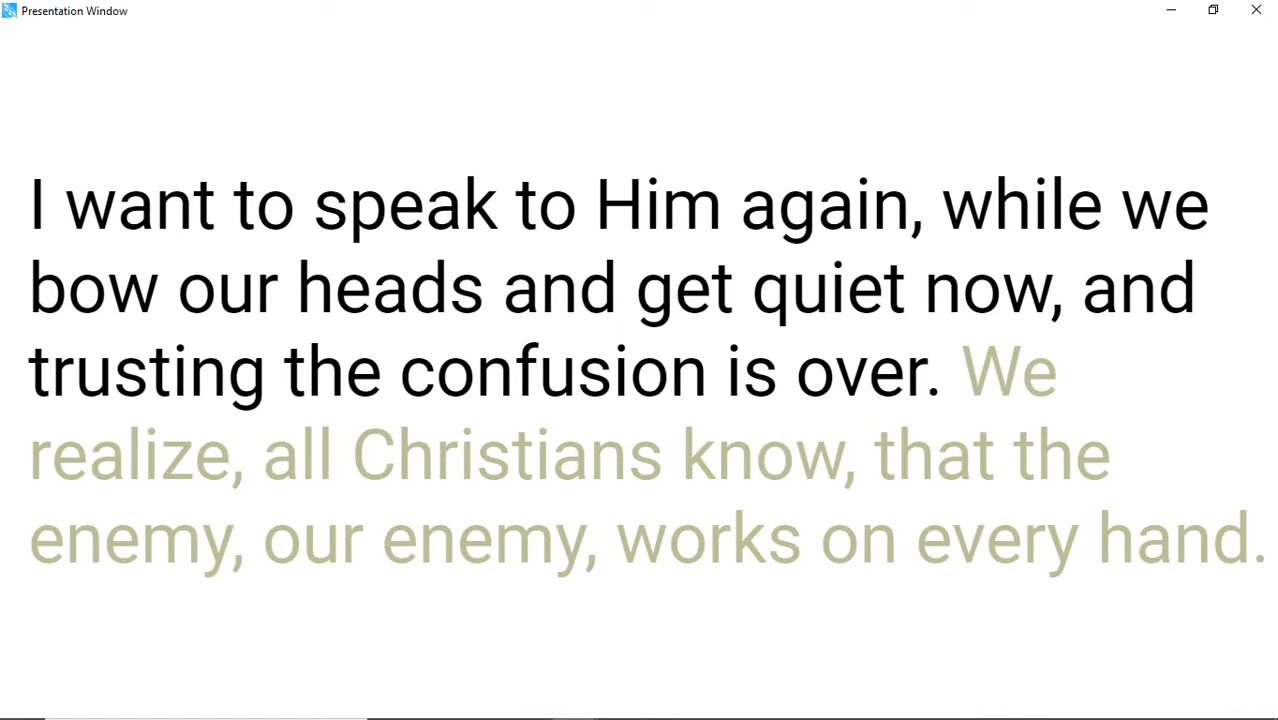 Presentation Window
I want to speak to Him again, while we
bow our heads and get quiet now, and
trusting the confusion is over. We
realize, all Christians know, that the
enemy, our enemy, works on every hand.